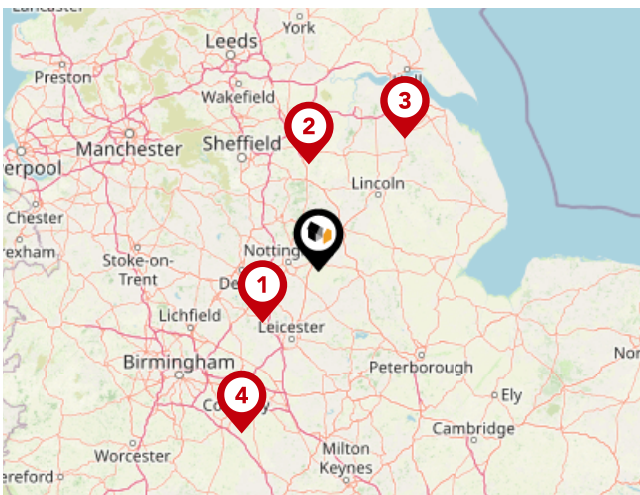 Lancaster
York
Leeds
Preston
Wakefield
3
2
Manchester
Sheffield
erpool
Lincoln
Chester
rexham
Notting
Stoke-on-
Trent
De
1
Lichfield
Leicester
Birmingham
Peterborough
Nor
4
Co
Ely
Cambridge
Worcester
Milton
Keynes
ereford